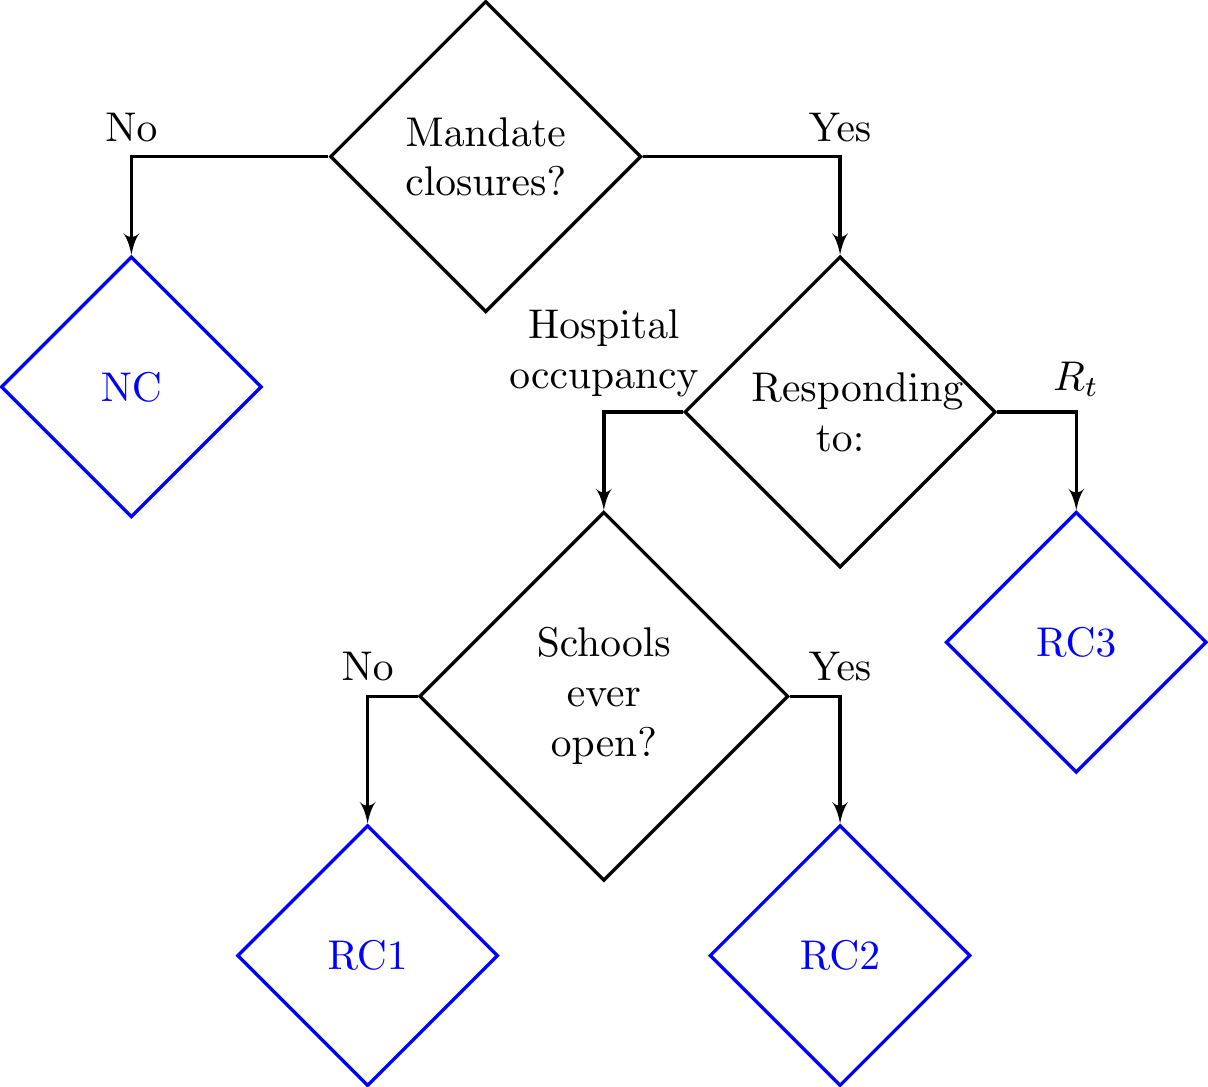 Mandate
closures?
No
Yes
NC
Hospital
occupancy
Responding
to:
R_t
Schools
ever
open?
No
Yes
RC3
RC1
RC2